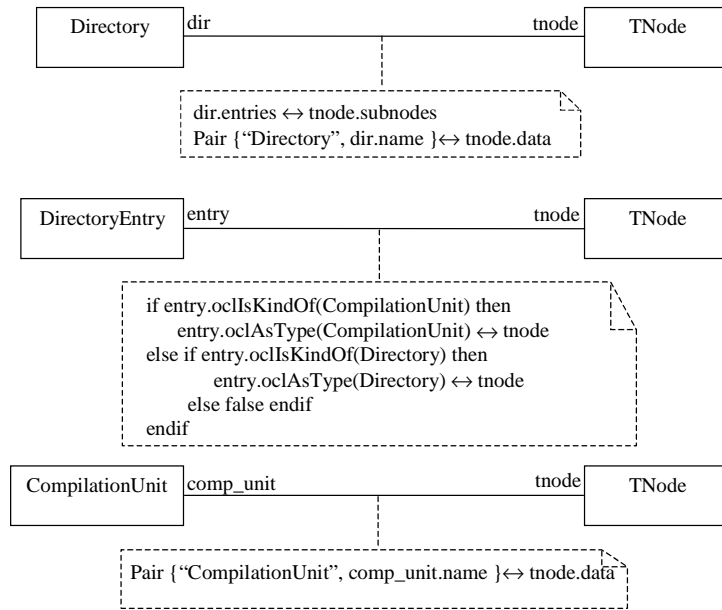 Directory dir tnode TNode
dir.entries ↔ tnode.subnodes
Pair {“Directory”, dir.name }↔ tnode.data
DirectoryEntry entry tnode TNode
if entry.oclIsKindOf(CompilationUnit) then
entry.oclAsType(CompilationUnit) ↔ tnode
else if entry.oclIsKindOf(Directory) then
entry.oclAsType(Directory) ↔ tnode
else false endif
endif
CompilationUnit comp_unit tnode TNode
Pair {“CompilationUnit”, comp_unit.name }↔ tnode.data